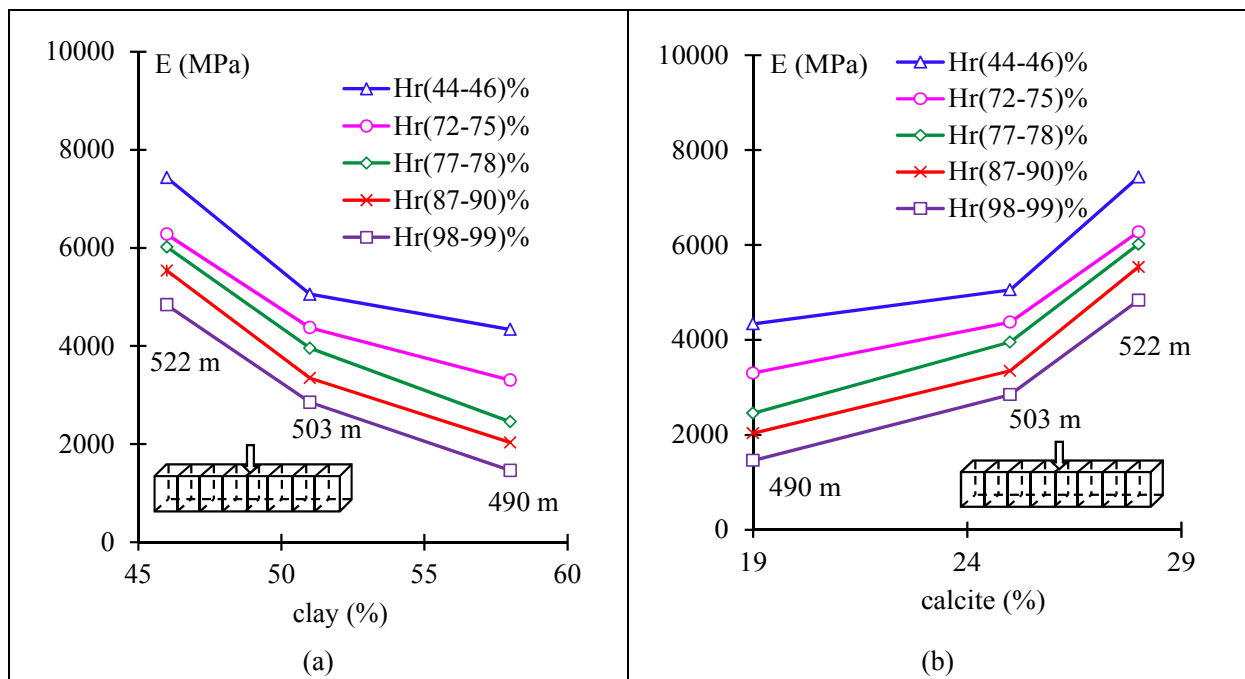 10000
E (MPa)
Hr(44-46)%
Hr(72-75)%
8000
Hr(77-78)%
Hr(87-90)%
6000
Hr(98-99)%
4000
522 m
503 m
2000
490 m
0
45
50
55
60
clay (%)
(a)
10000
E (MPa)
Hr(44-46)%
Hr(72-75)%
8000
Hr(77-78)%
Hr(87-90)%
6000
Hr(98-99)%
4000
522 m
503 m
2000
490 m
0
19
24
29
calcite (%)
(b)